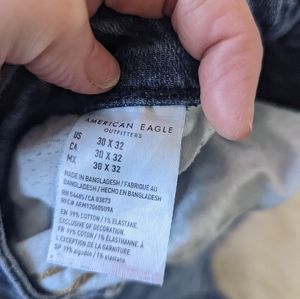 AMERICAN EAGLE
OUTFITTERS
US 30 X 32
CA 30 X 32
MX 30 X 32
MADE IN BANGLADESH / FABRIQUÉ AU
BANGLADESH / HECHO EN BANGLADESH
EN 99% COTTON / 1% ELASTANE.
EXCLUSIVE OF DECORATION
FR 99% COTON / 1% ÉLASTHANNE. À
L'EXCEPTION DE LA GARNITURE
SP 99% algodón / 1% elastano